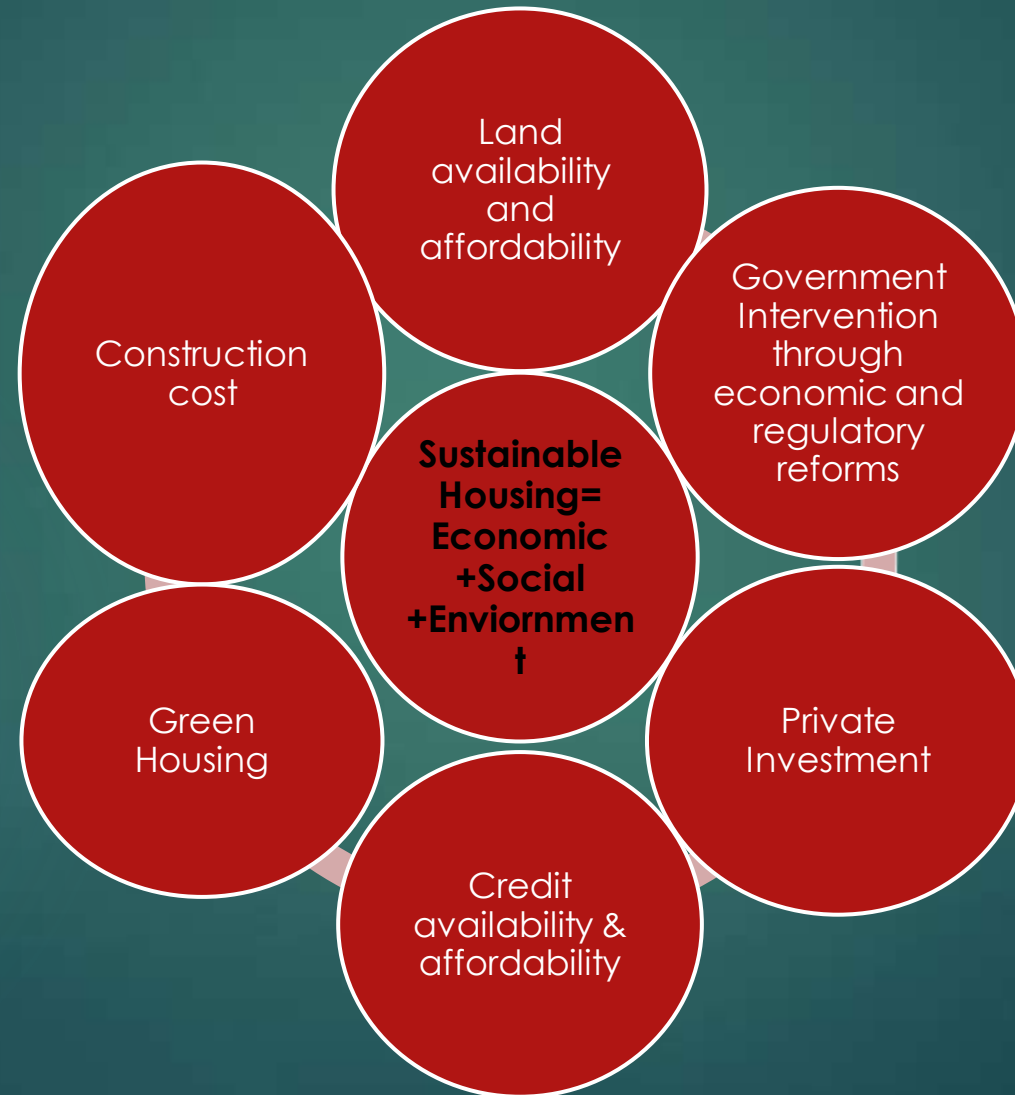 Land
availability
and
affordability
Government
Intervention
through
economic and
regulatory
reforms
Private
Investment
Credit
availability &
affordability
Green
Housing
Construction
cost
Sustainable
Housing=
Economic
+Social
+Enviornmen
t